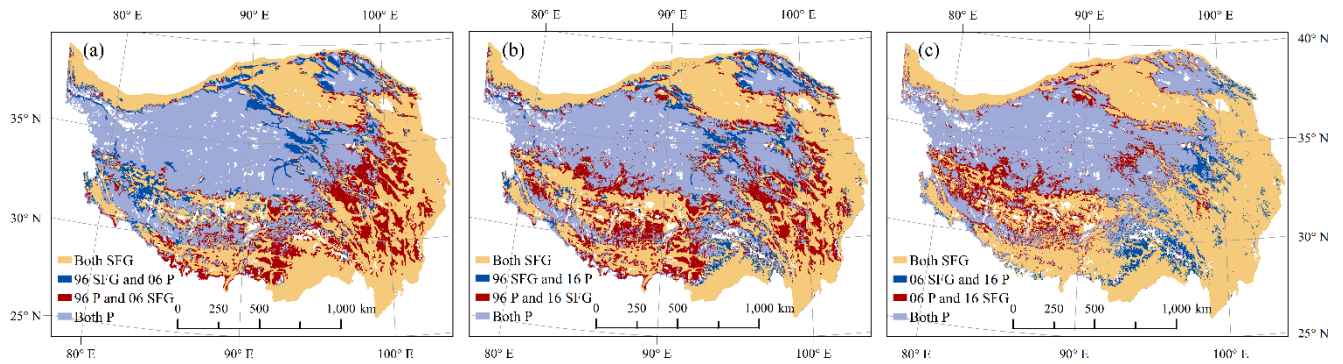 80° E 90° E 100° E 90° E 100° E 90° E 100° E
(a)
35° N
30° N
25° N
Both SFG
96 SFG and 06 P
96 P and 06 SFG
Both P
0 250 500 1,000 km
80° E 90° E 100° E
(b)
Both SFG
96 SFG and 16 P
96 P and 16 SFG
Both P
0 250 500 1,000 km
80° E 90° E 100° E
(c)
40° N
35° N
30° N
25° N
Both SFG
06 SFG and 16 P
06 P and 16 SFG
Both P
0 250 500 1,000 km
80° E 90° E 100° E